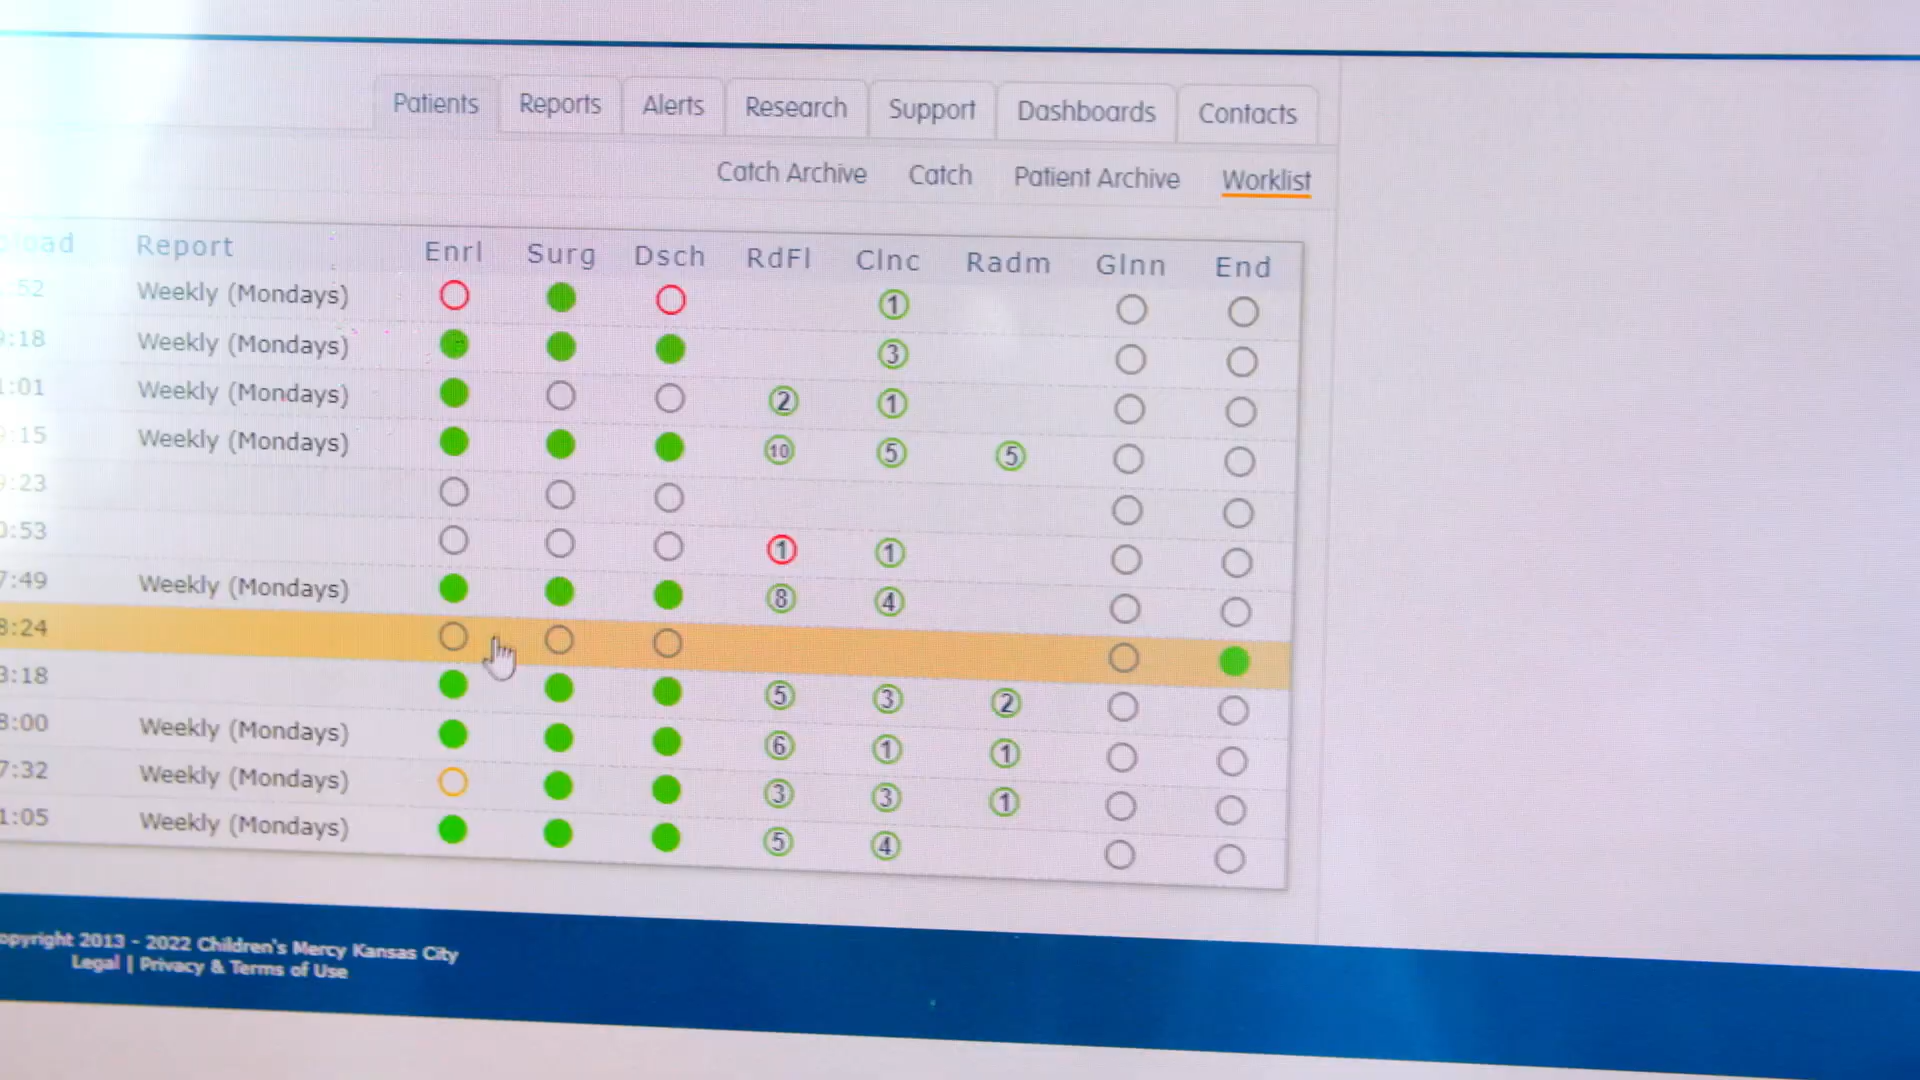 Patients Reports Alerts Research Support Dashboards Contacts
Catch Archive Catch Patient Archive Worklist
Report Enrl Surg Dsch RdFl Clnc Radm Glnn End
:52 Weekly (Mondays) 1
:18 Weekly (Mondays) 3
:01 Weekly (Mondays) 2 1
:15 Weekly (Mondays) 10 5 5
:23
:53 1 1
7:49 Weekly (Mondays) 8 4
8:24
3:18 5 3 2
8:00 Weekly (Mondays) 6 1 1
7:32 Weekly (Mondays) 3 3 1
1:05 Weekly (Mondays) 5 4
opyright 2013 - 2022 Children's Mercy Kansas City
Legal | Privacy & Terms of Use